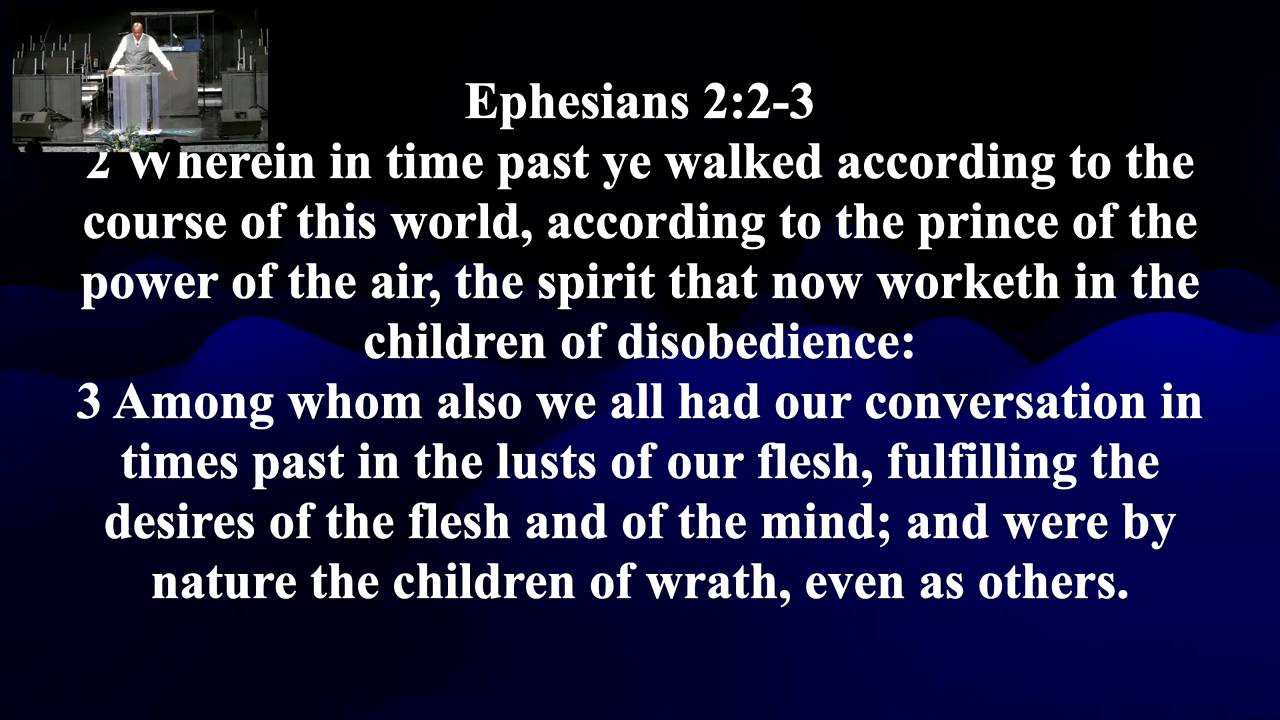 Ephesians 2:2-3
2 Wherein in time past ye walked according to the
course of this world, according to the prince of the
power of the air, the spirit that now worketh in the
children of disobedience:
3 Among whom also we all had our conversation in
times past in the lusts of our flesh, fulfilling the
desires of the flesh and of the mind; and were by
nature the children of wrath, even as others.